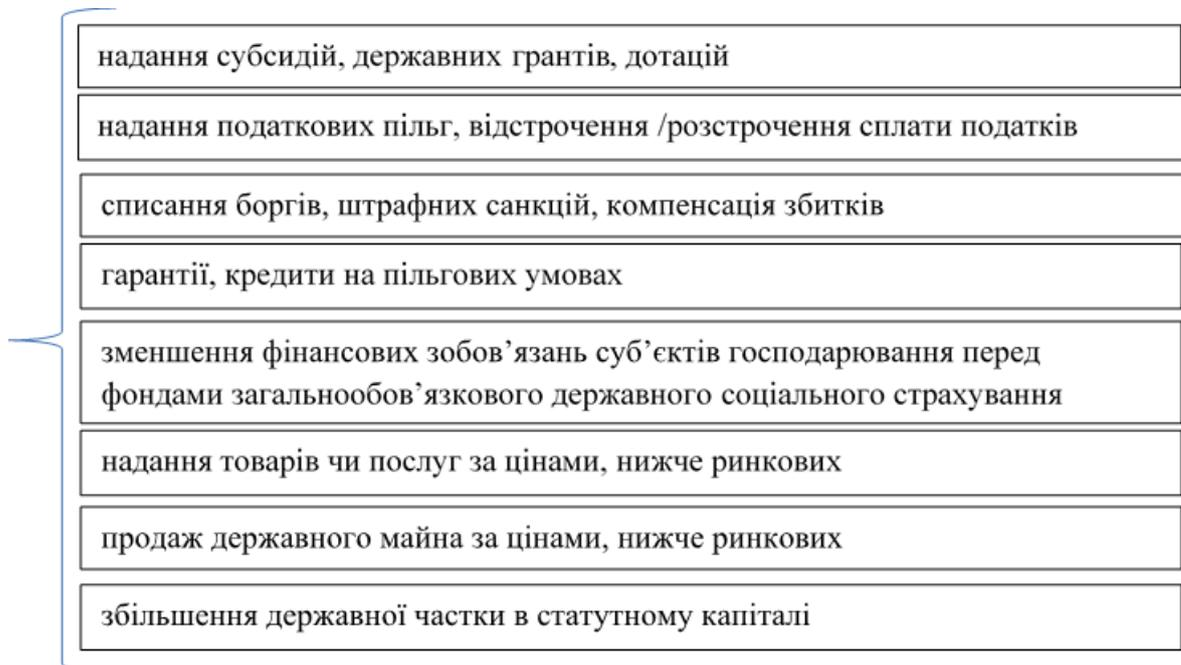 надання субсидій, державних грантів, дотацій
надання податкових пільг, відстрочення /розстрочення сплати податків
списання боргів, штрафних санкцій, компенсація збитків
гарантії, кредити на пільгових умовах
зменшення фінансових зобов’язань суб’єктів господарювання перед
фондами загальнообов’язкового державного соціального страхування
надання товарів чи послуг за цінами, нижче ринкових
продаж державного майна за цінами, нижче ринкових
збільшення державної частки в статутному капіталі